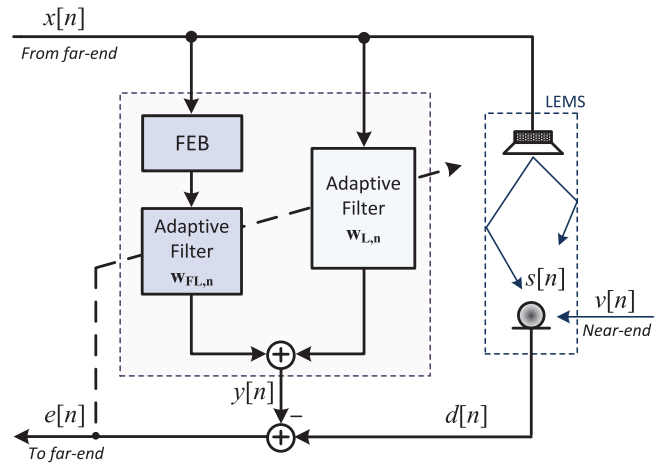 x[n]
From far-end
LEMS
FEB
Adaptive
Filter
w_L,n
Adaptive
Filter
w_FL,n
s[n]
v[n]
Near-end
+
y[n]
−
e[n]
+
d[n]
To far-end